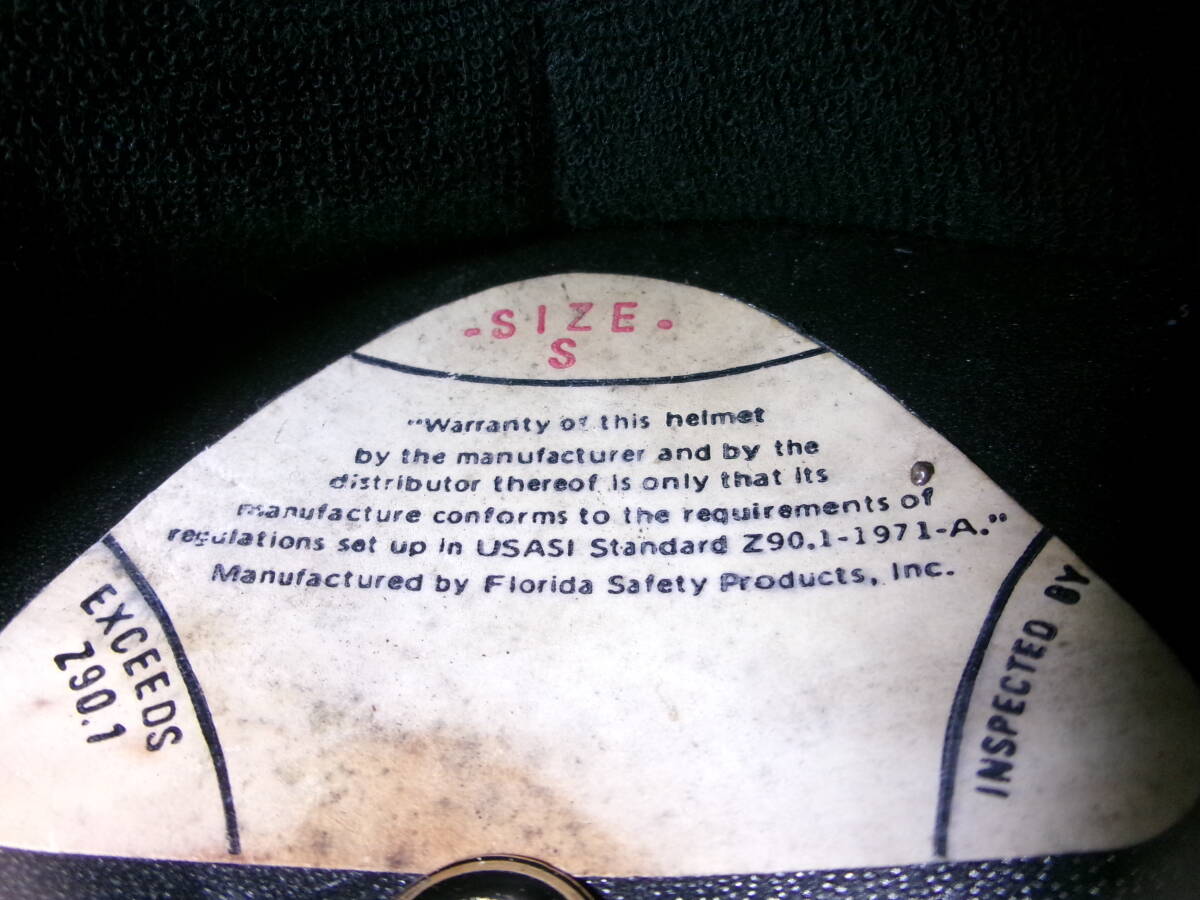 -SIZE-
S
"Warranty of this helmet
by the manufacturer and by the
distributor thereof is only that its
manufacture conforms to the requirements of
regulations set up in USASI Standard Z90.1-1971-A."
Manufactured by Florida Safety Products, Inc.
EXCEEDS
Z90.1
INSPECTED BY